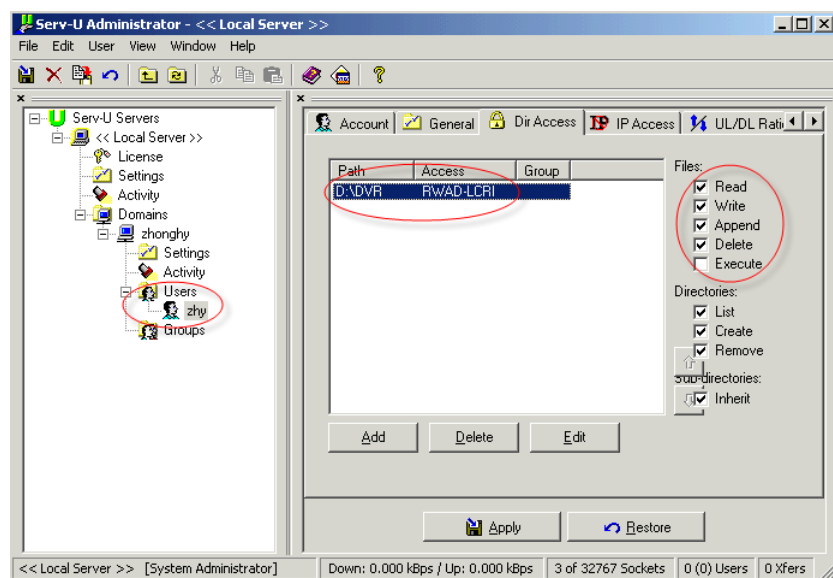 Serv-U Administrator - << Local Server >>
File Edit User View Window Help
Serv-U Servers
<< Local Server >>
License
Settings
Activity
Domains
zhonghy
Settings
Activity
Users
zhy
Groups
Account General Dir Access IP Access UL/DL Rati
Path Access Group
D:\DVR RWAD-LCRI
Files:
Read
Write
Append
Delete
Execute
Directories:
List
Create
Remove
Sub-directories:
Inherit
Add Delete Edit
Apply Restore
<< Local Server >> [System Administrator] Down: 0.000 kBps / Up: 0.000 kBps 3 of 32767 Sockets 0 (0) Users 0 Xfers